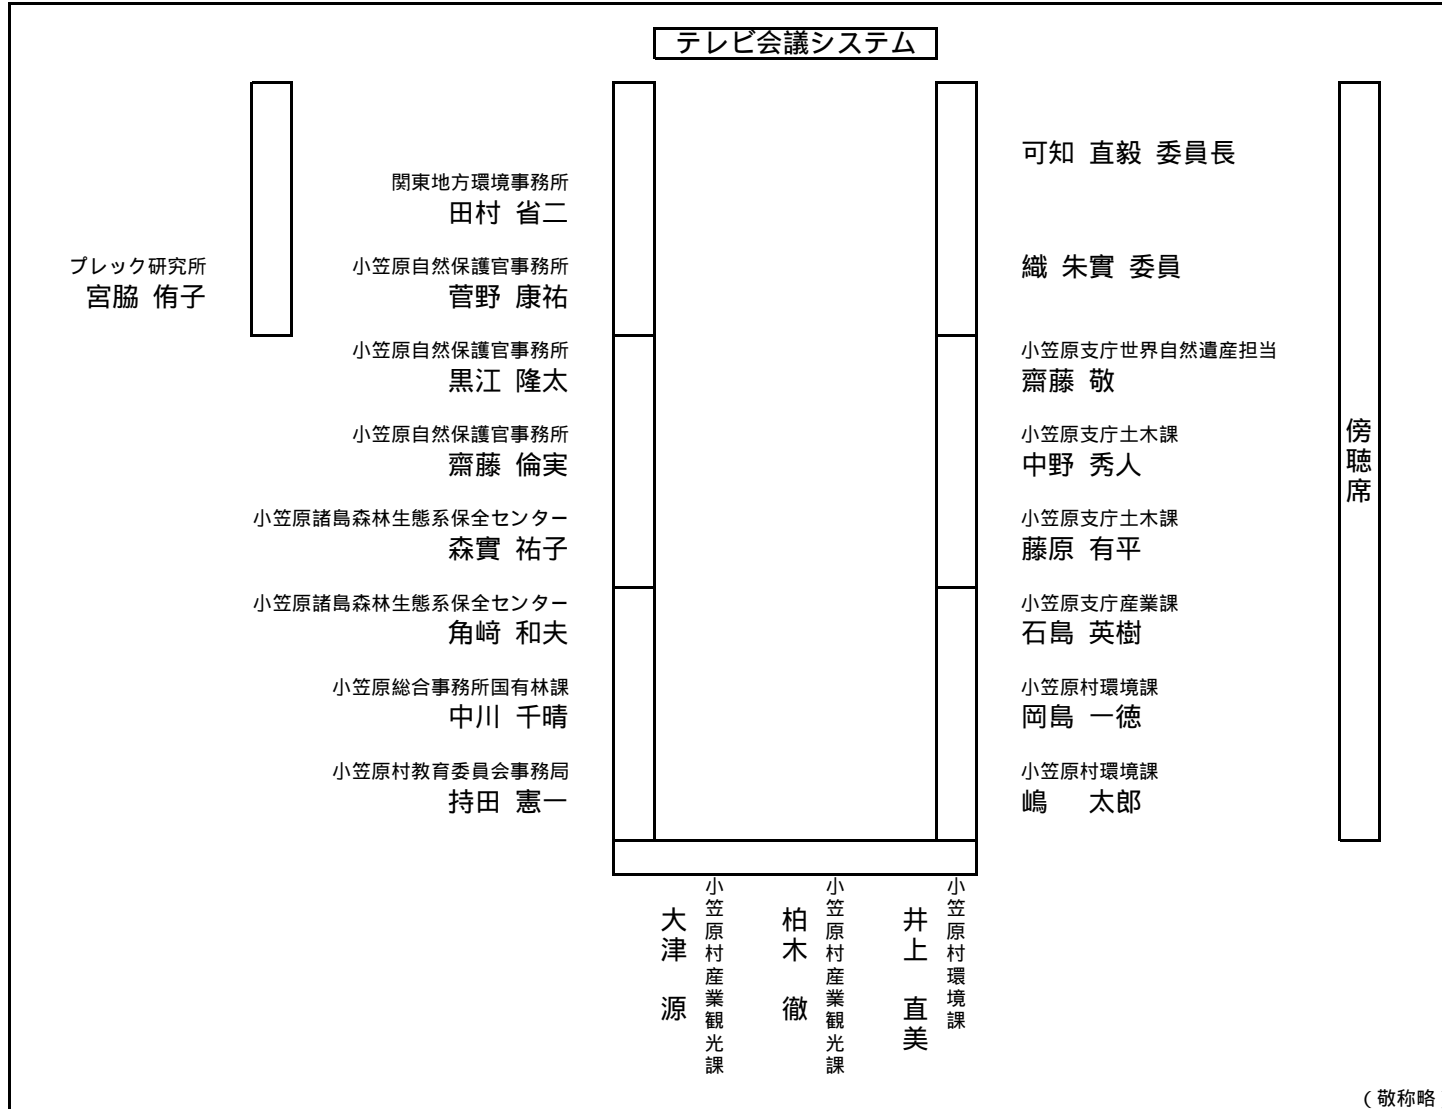 テレビ会議システム
プレック研究所
宮脇 侑子
関東地方環境事務所
田村 省二
小笠原自然保護官事務所
菅野 康祐
小笠原自然保護官事務所
黒江 隆太
小笠原自然保護官事務所
齋藤 倫実
小笠原諸島森林生態系保全センター
森實 祐子
小笠原諸島森林生態系保全センター
角﨑 和夫
小笠原総合事務所国有林課
中川 千晴
小笠原村教育委員会事務局
持田 憲一
可知 直毅 委員長
織 朱實 委員
小笠原支庁世界自然遺産担当
齋藤 敬
小笠原支庁土木課
中野 秀人
小笠原支庁土木課
藤原 有平
小笠原支庁産業課
石島 英樹
小笠原村環境課
岡島 一徳
小笠原村環境課
嶋 太郎
傍聴席
小笠原村環境課
井上 直美
小笠原村産業観光課
柏木 徹
小笠原村産業観光課
大津 源
(敬称略